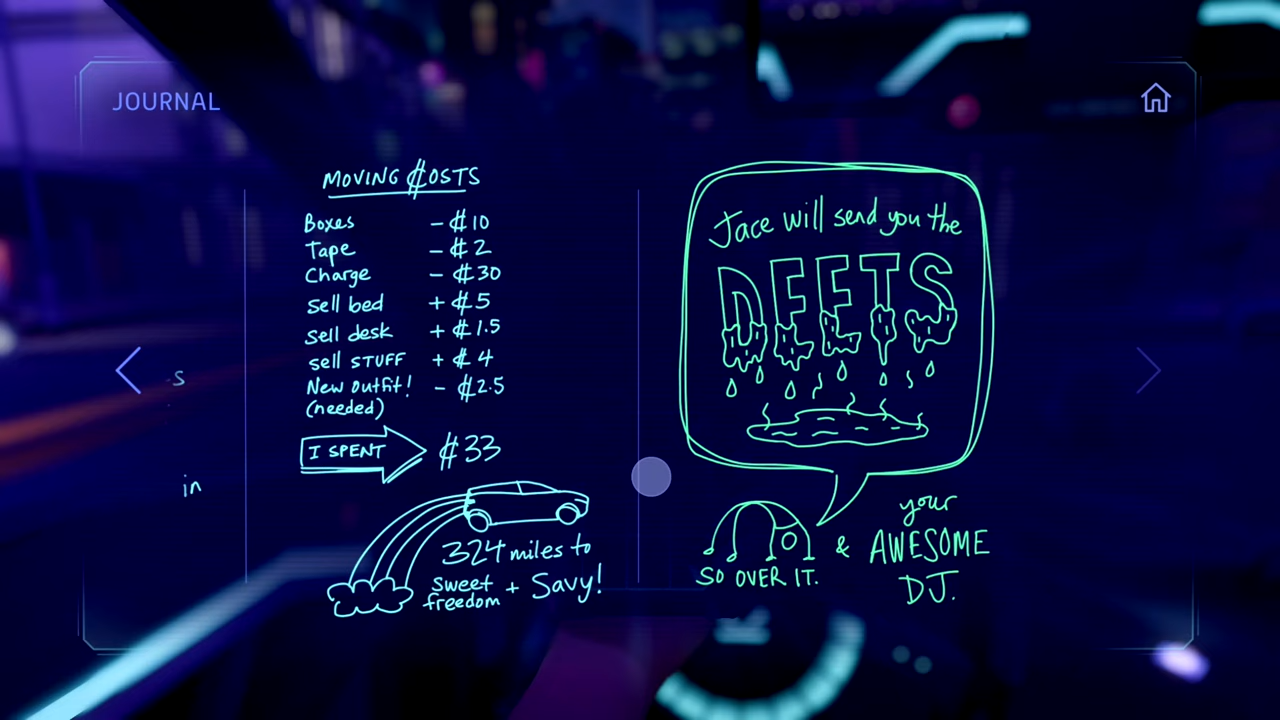 JOURNAL
MOVING ₵OSTS
Boxes – ₵ 10
Tape – ₵ 2
Charge – ₵ 30
sell bed + ₵ 5
sell desk + ₵ 1.5
sell STUFF + ₵ 4
New outfit! – ₵2.5
(needed)
I SPENT ₵33
324 miles to
sweet
freedom + Savy!
s
in
Jace will send you the
DEETS
SO OVER IT.
&
your
AWESOME
DJ.